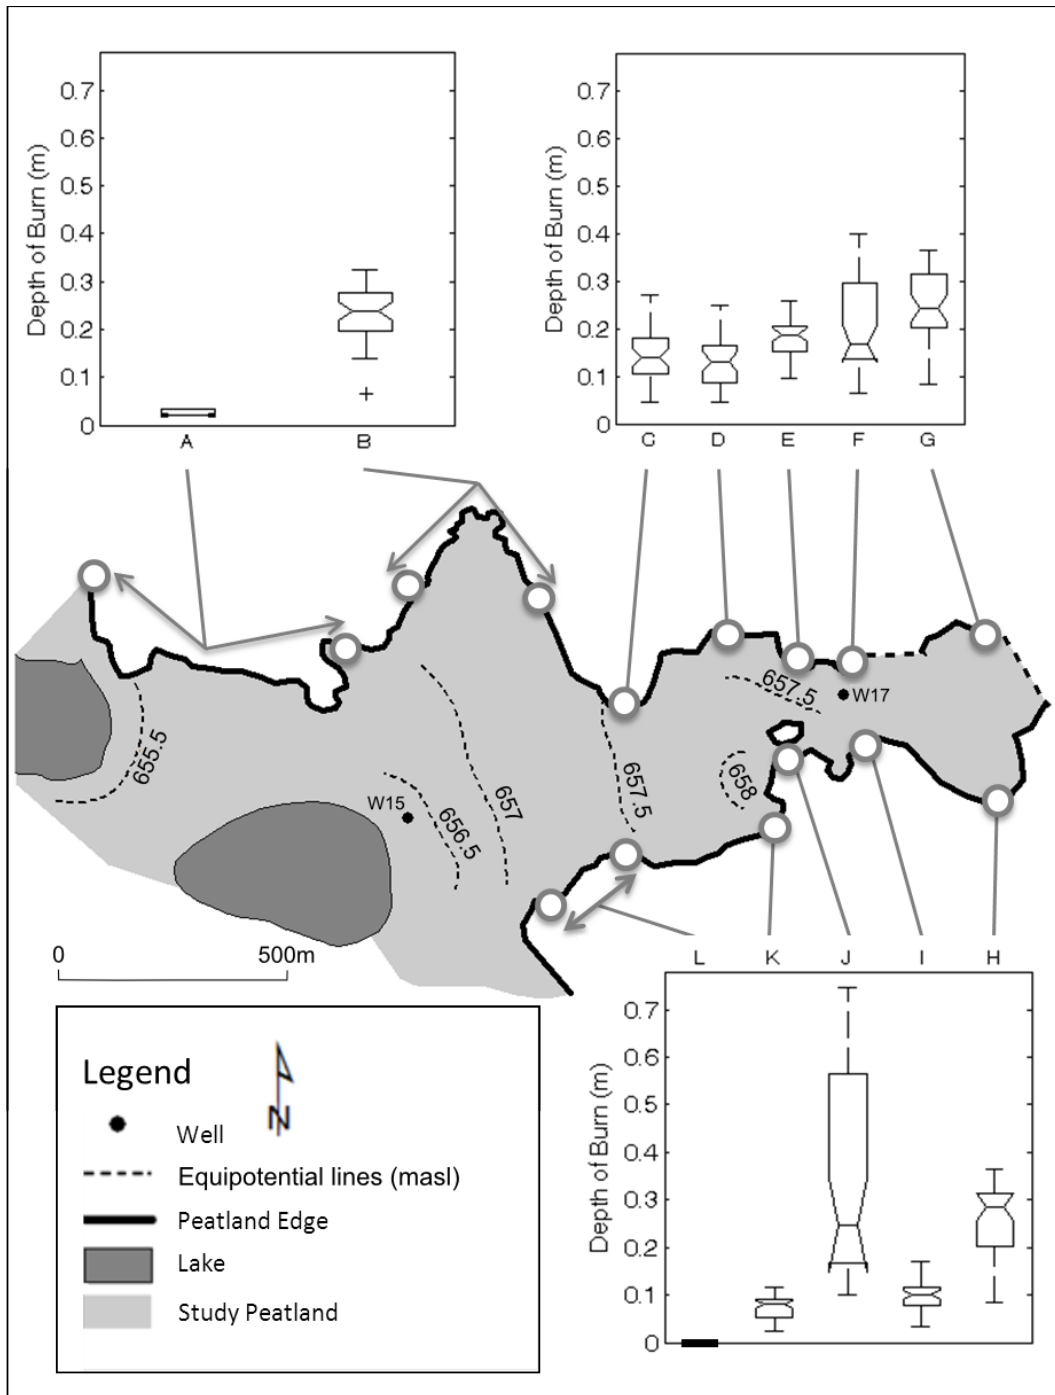 Depth of Burn (m)
0.7
0.6
0.5
0.4
0.3
0.2
0.1
0
A B
Depth of Burn (m)
0.7
0.6
0.5
0.4
0.3
0.2
0.1
0
C D E F G
655.5
656.5
657
657.5
657.5
658
W15
W17
0 500m
L K J I H
Depth of Burn (m)
0.7
0.6
0.5
0.4
0.3
0.2
0.1
0
Legend
N
Well
Equipotential lines (masl)
Peatland Edge
Lake
Study Peatland